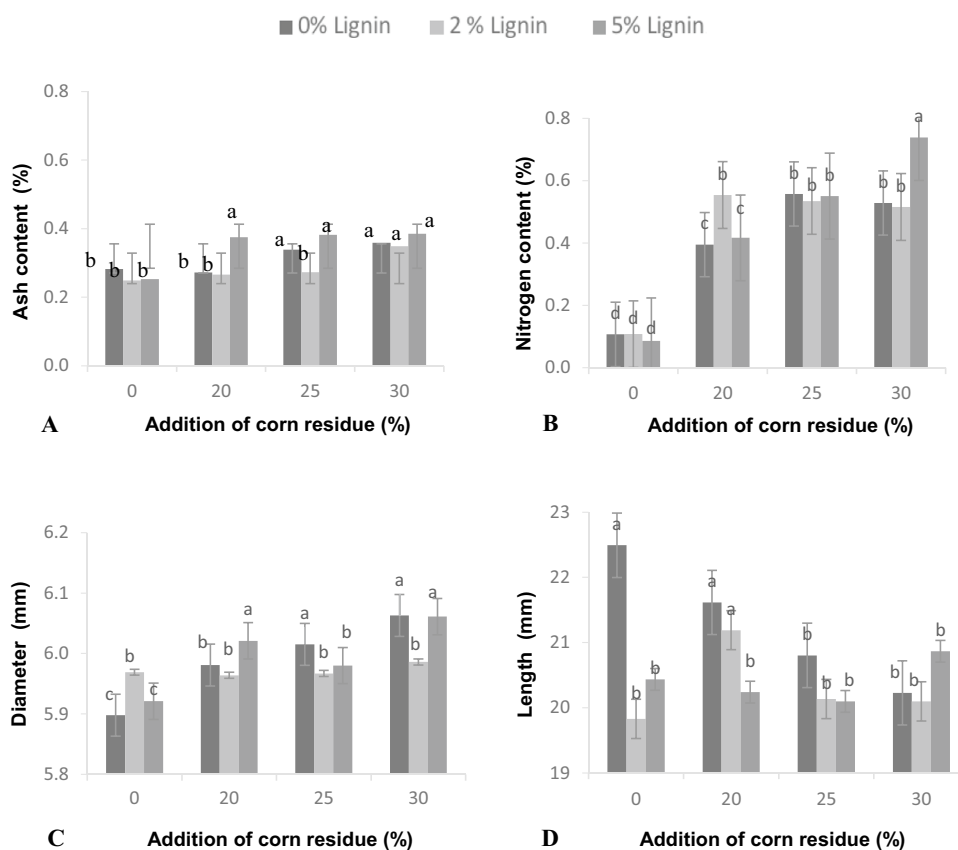 0% Lignin 2 % Lignin 5% Lignin
Ash content (%)
0.8
0.6
0.4
0.2
0.0
b b b b b a a b a a a a
0 20 25 30
A Addition of corn residue (%)
Nitrogen content (%)
0.8
0.6
0.4
0.2
0.0
d d d c b c b b b b b a
0 20 25 30
B Addition of corn residue (%)
Diameter (mm)
6.2
6.1
6.0
5.9
5.8
c b c b b a a b b a b a
0 20 25 30
C Addition of corn residue (%)
Length (mm)
23
22
21
20
19
a b b a a b b b b b b b
0 20 25 30
D Addition of corn residue (%)